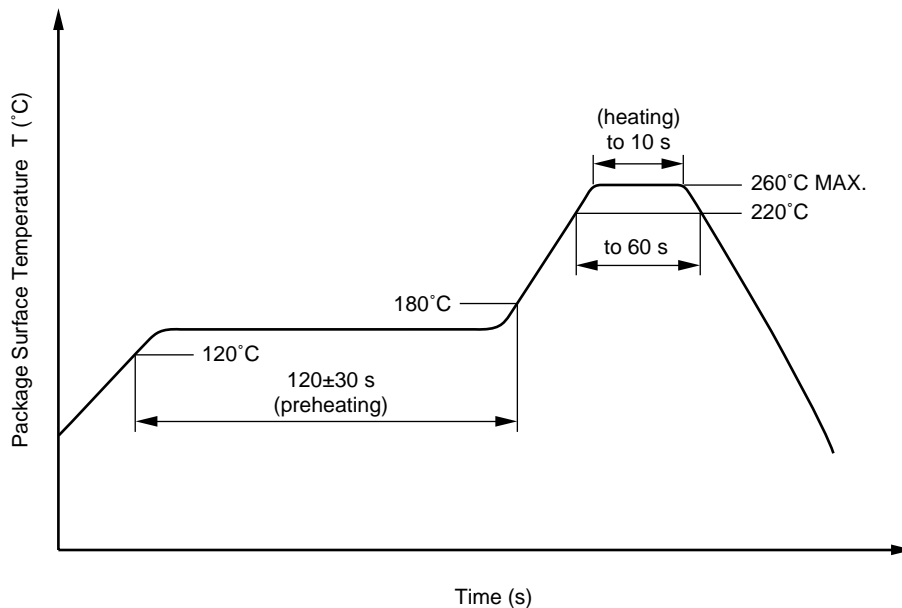 Package Surface Temperature T (˚C)
(heating)
to 10 s
260˚C MAX.
220˚C
to 60 s
180˚C
120˚C
120±30 s
(preheating)
Time (s)